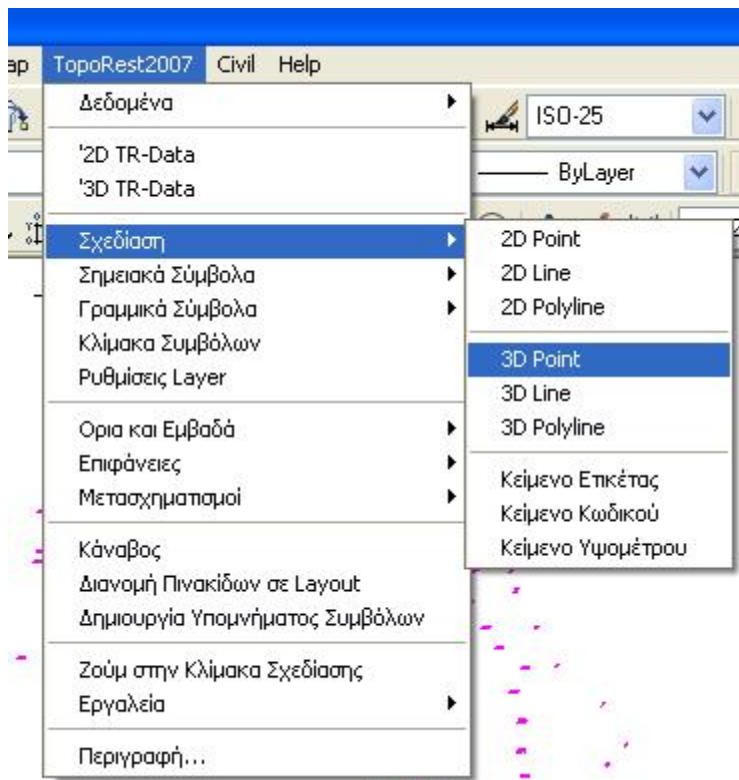 ap TopoRest2007 Civil Help
Δεδομένα
ISO-25
'2D TR-Data
ByLayer
'3D TR-Data
Σχεδίαση
Σημειακά Σύμβολα
Γραμμικά Σύμβολα
Κλίμακα Συμβόλων
Ρυθμίσεις Layer
Ορια και Εμβαδά
Επιφάνειες
Μετασχηματισμοί
Κάναβος
Διανομή Πινακίδων σε Layout
Δημιουργία Υπομνήματος Συμβόλων
Ζούμ στην Κλίμακα Σχεδίασης
Εργαλεία
Περιγραφή...
2D Point
2D Line
2D Polyline
3D Point
3D Line
3D Polyline
Κείμενο Ετικέτας
Κείμενο Κωδικού
Κείμενο Υψομέτρου